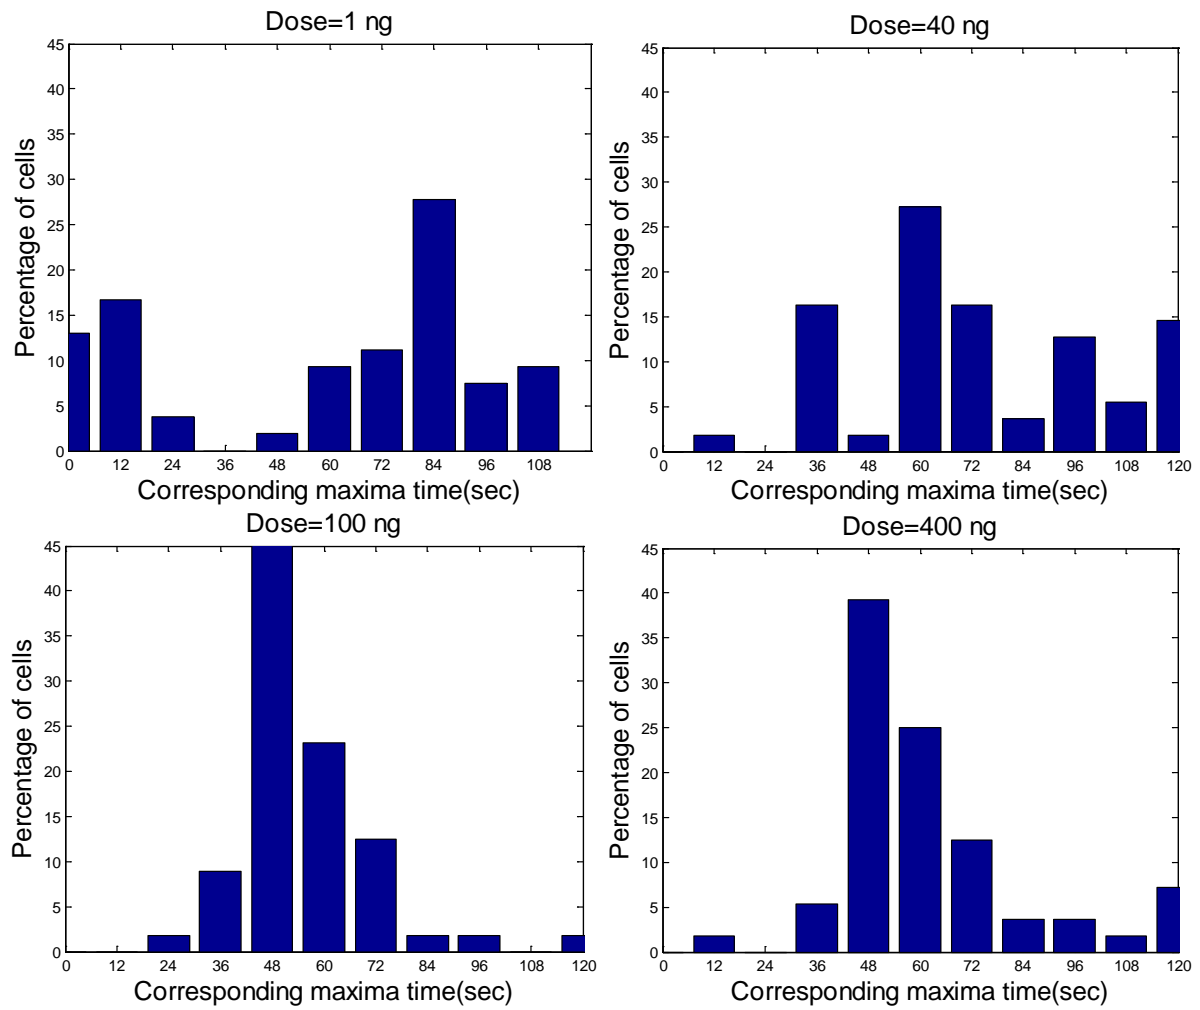 Dose=1 ng
45
40
35
30
25
20
15
10
5
0
Percentage of cells
0 12 24 36 48 60 72 84 96 108
Corresponding maxima time(sec)
Dose=40 ng
45
40
35
30
25
20
15
10
5
0
Percentage of cells
0 12 24 36 48 60 72 84 96 108 120
Corresponding maxima time(sec)
Dose=100 ng
45
40
35
30
25
20
15
10
5
0
Percentage of cells
0 12 24 36 48 60 72 84 96 108 120
Corresponding maxima time(sec)
Dose=400 ng
45
40
35
30
25
20
15
10
5
0
Percentage of cells
0 12 24 36 48 60 72 84 96 108 120
Corresponding maxima time(sec)